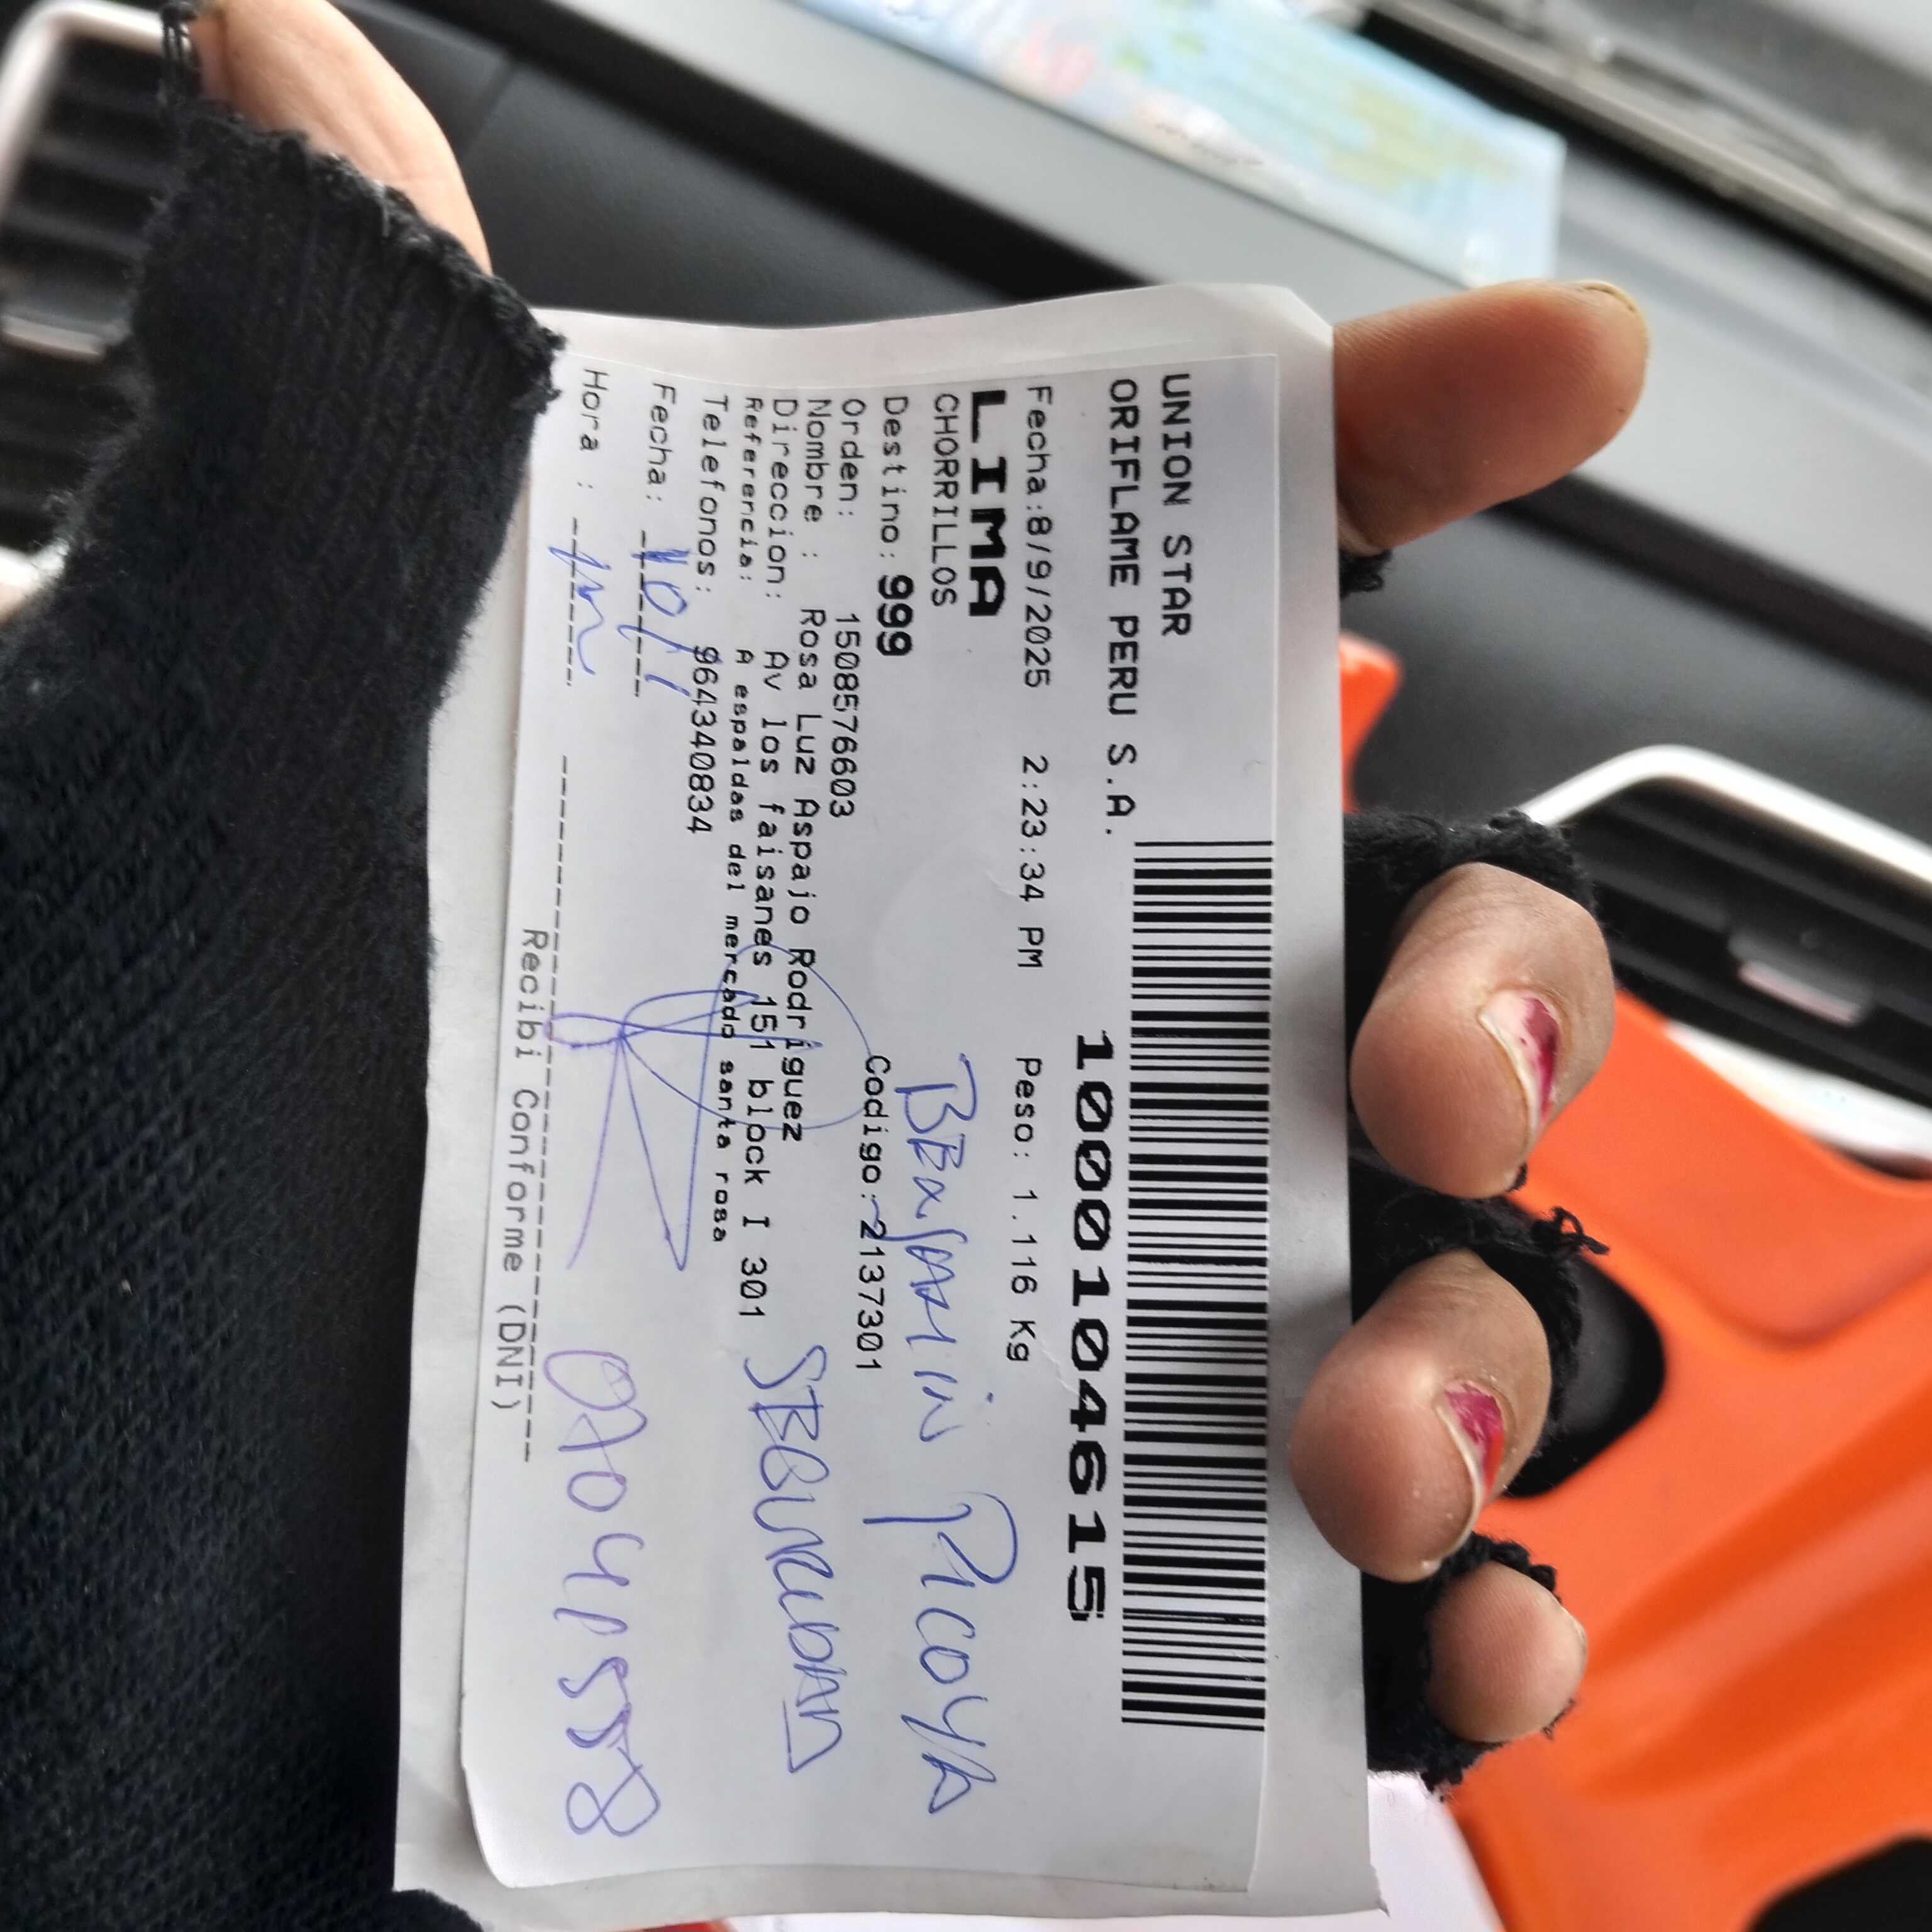 UNION STAR
ORIFLAME PERU S.A.
10001046615
Fecha:8/9/2025 2:23:34 PM Peso: 1.116 Kg
LIMA
CHORRILLOS
BENJAMIN PICOYA
Destino: 999
Codigo:-2137301
Orden: 1508576603
Nombre : Rosa Luz Aspajo Rodriguez
Direccion: Av los faisanes 151 block I 301
SEGURIDAD
Referencia: A espaldas del mercado santa rosa
Telefonos: 964340834
Fecha: 10/
Hora :
Recibi Conforme (DNI)